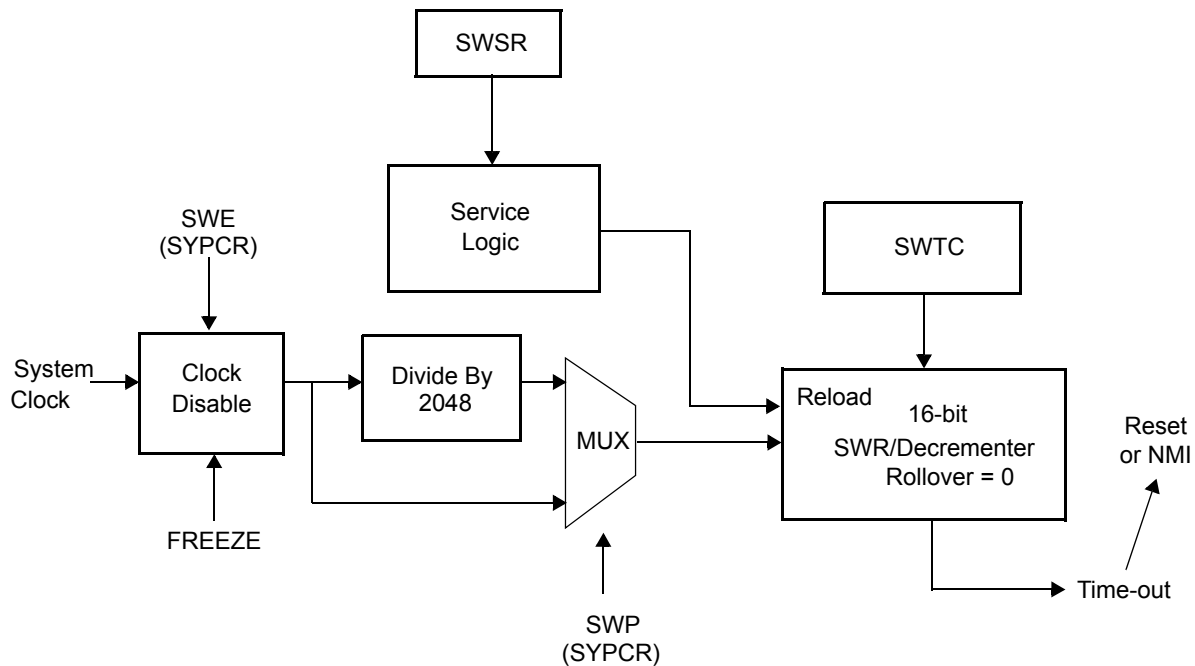 SWSR
Service
Logic
SWE
(SYPCR)
SWTC
System
Clock
Clock
Disable
Divide By
2048
MUX
Reload
16-bit
SWR/Decrementer
Rollover = 0
Reset
or NMI
FREEZE
Time-out
SWP
(SYPCR)